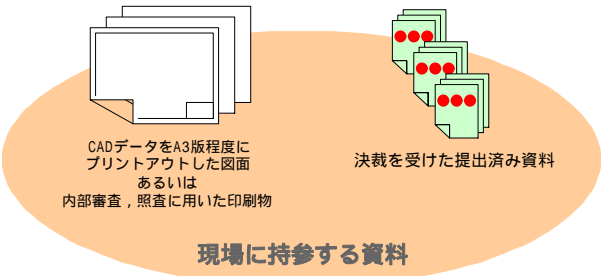 CADデータをA3版程度に
プリントアウトした図面
あるいは
内部審査，照査に用いた印刷物
決裁を受けた提出済み資料
現場に持参する資料